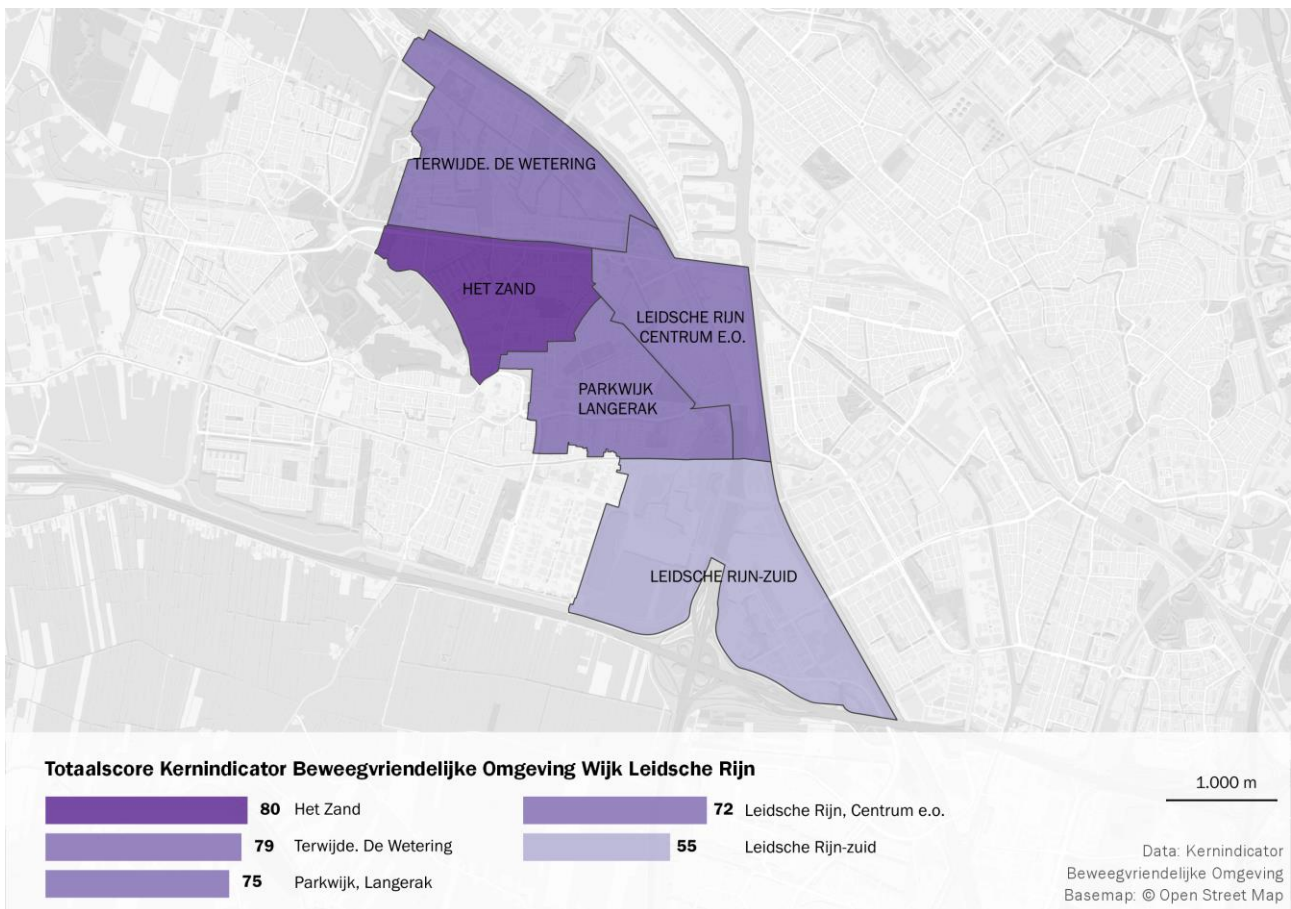 TERWIJDE. DE WETERING
HET ZAND
LEIDSCHE RIJN
CENTRUM E.O.
PARKWIJK
LANGERAK
LEIDSCHE RIJN-ZUID
Totaalscore Kernindicator Beweegvriendelijke Omgeving Wijk Leidsche Rijn
80 Het Zand
79 Terwijde. De Wetering
75 Parkwijk, Langerak
72 Leidsche Rijn, Centrum e.o.
55 Leidsche Rijn-zuid
1.000 m
Data: Kernindicator
Beweegvriendelijke Omgeving
Basemap: © Open Street Map